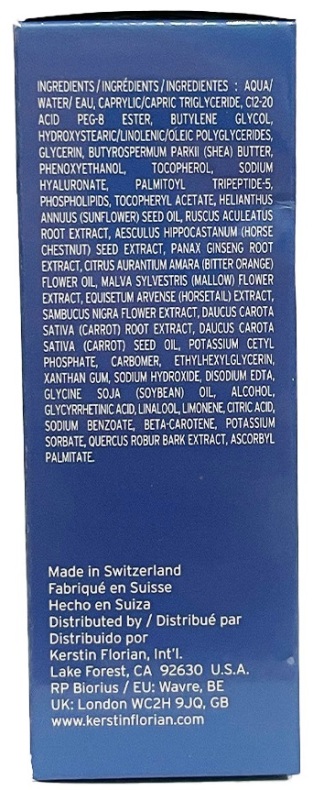 INGREDIENTS / INGRÉDIENTS / INGREDIENTES : AQUA/
WATER/ EAU, CAPRYLIC/CAPRIC TRIGLYCERIDE, C12-20
ACID PEG-8 ESTER, BUTYLENE GLYCOL,
HYDROXYSTEARIC/LINOLENIC/OLEIC POLYGLYCERIDES,
GLYCERIN, BUTYROSPERMUM PARKII (SHEA) BUTTER,
PHENOXYETHANOL, TOCOPHEROL, SODIUM
HYALURONATE, PALMITOYL TRIPEPTIDE-5,
PHOSPHOLIPIDS, TOCOPHERYL ACETATE, HELIANTHUS
ANNUUS (SUNFLOWER) SEED OIL, RUSCUS ACULEATUS
ROOT EXTRACT, AESCULUS HIPPOCASTANUM (HORSE
CHESTNUT) SEED EXTRACT, PANAX GINSENG ROOT
EXTRACT, CITRUS AURANTIUM AMARA (BITTER ORANGE)
FLOWER OIL, MALVA SYLVESTRIS (MALLOW) FLOWER
EXTRACT, EQUISETUM ARVENSE (HORSETAIL) EXTRACT,
SAMBUCUS NIGRA FLOWER EXTRACT, DAUCUS CAROTA
SATIVA (CARROT) ROOT EXTRACT, DAUCUS CAROTA
SATIVA (CARROT) SEED OIL, POTASSIUM CETYL
PHOSPHATE, CARBOMER, ETHYLHEXYLGLYCERIN,
XANTHAN GUM, SODIUM HYDROXIDE, DISODIUM EDTA,
GLYCINE SOJA (SOYBEAN) OIL, ALCOHOL,
GLYCYRRHETINIC ACID, LINALOOL, LIMONENE, CITRIC ACID,
SODIUM BENZOATE, BETA-CAROTENE, POTASSIUM
SORBATE, QUERCUS ROBUR BARK EXTRACT, ASCORBYL
PALMITATE.
Made in Switzerland
Fabriqué en Suisse
Hecho en Suiza
Distributed by / Distribué par
Distribuido por
Kerstin Florian, Int'l.
Lake Forest, CA 92630 U.S.A.
RP Biorius / EU: Wavre, BE
UK: London WC2H 9JQ, GB
www.kerstinflorian.com